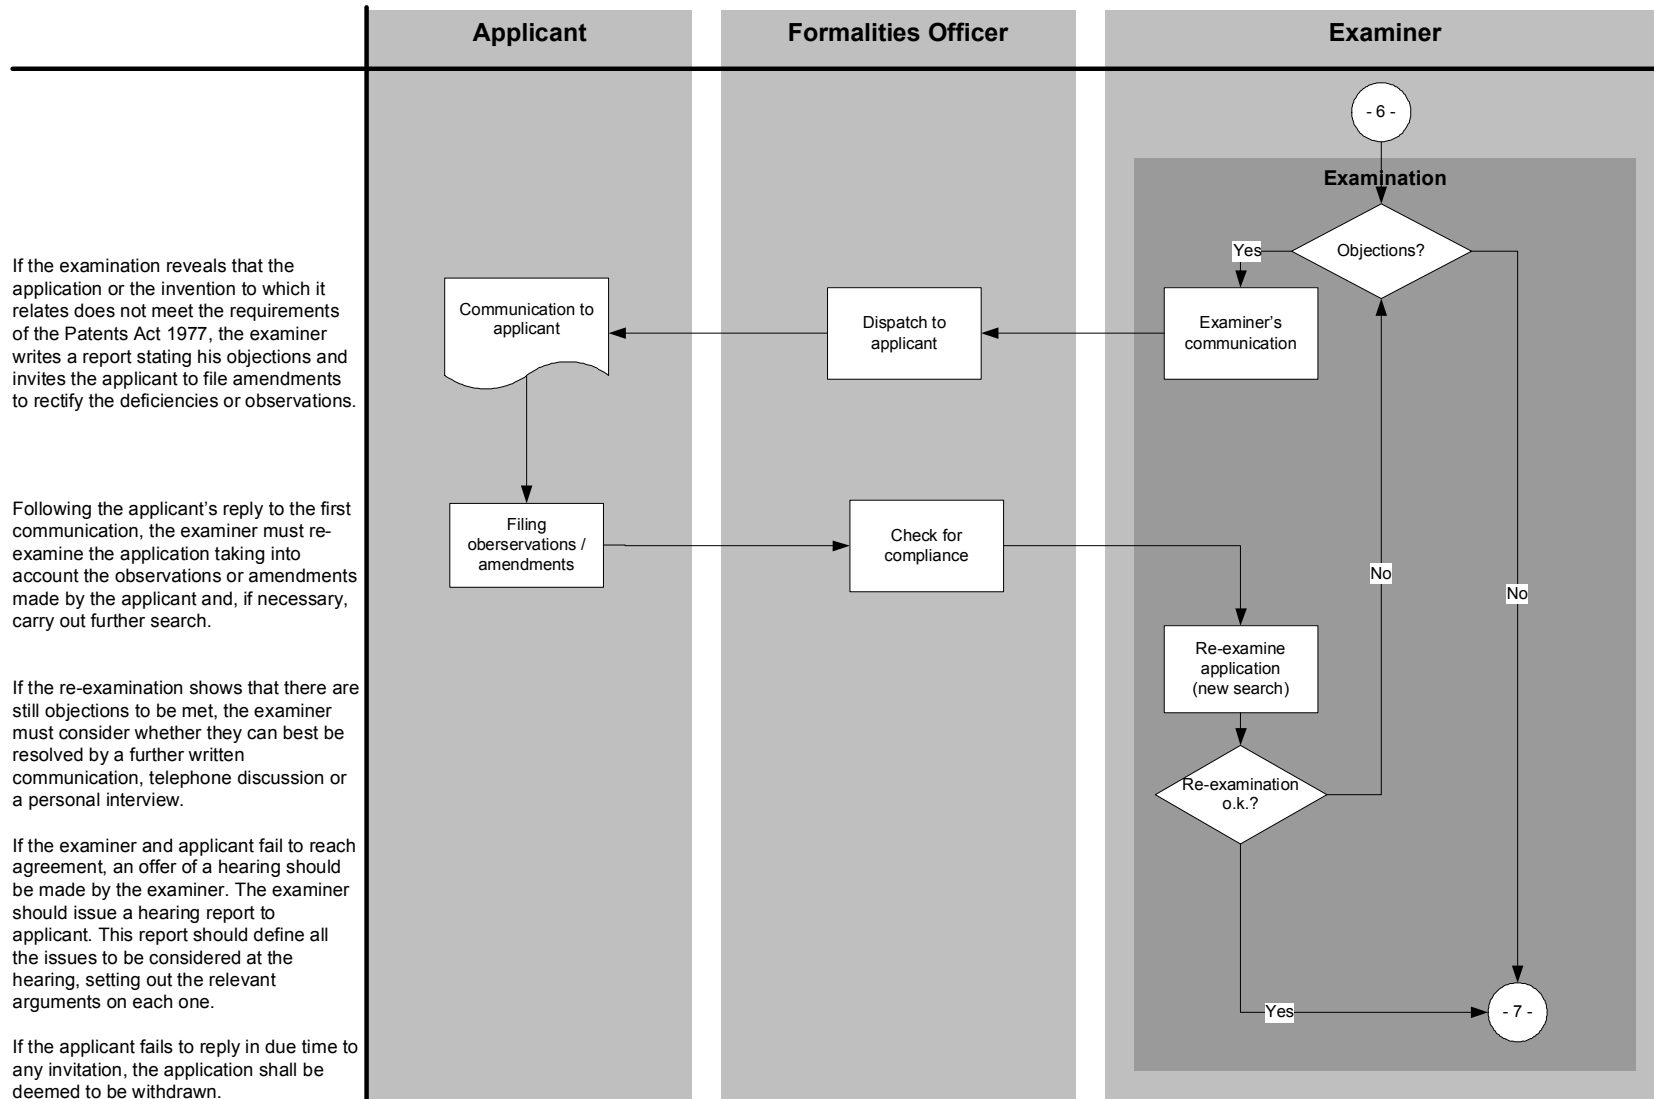 Applicant
Formalities Officer
Examiner
- 6 -
Examination
Objections?
Yes
If the examination reveals that the
application or the invention to which it
relates does not meet the requirements
of the Patents Act 1977, the examiner
writes a report stating his objections and
invites the applicant to file amendments
to rectify the deficiencies or observations.
Communication to
applicant
Dispatch to
applicant
Examiner's
communication
Following the applicant's reply to the first
communication, the examiner must re-
examine the application taking into
account the observations or amendments
made by the applicant and, if necessary,
carry out further search.
Filing
oberservations /
amendments
Check for
compliance
No
No
Re-examine
application
(new search)
If the re-examination shows that there are
still objections to be met, the examiner
must consider whether they can best be
resolved by a further written
communication, telephone discussion or
a personal interview.
Re-examination
o.k.?
If the examiner and applicant fail to reach
agreement, an offer of a hearing should
be made by the examiner. The examiner
should issue a hearing report to
applicant. This report should define all
the issues to be considered at the
hearing, setting out the relevant
arguments on each one.
Yes
- 7 -
If the applicant fails to reply in due time to
any invitation, the application shall be
deemed to be withdrawn.